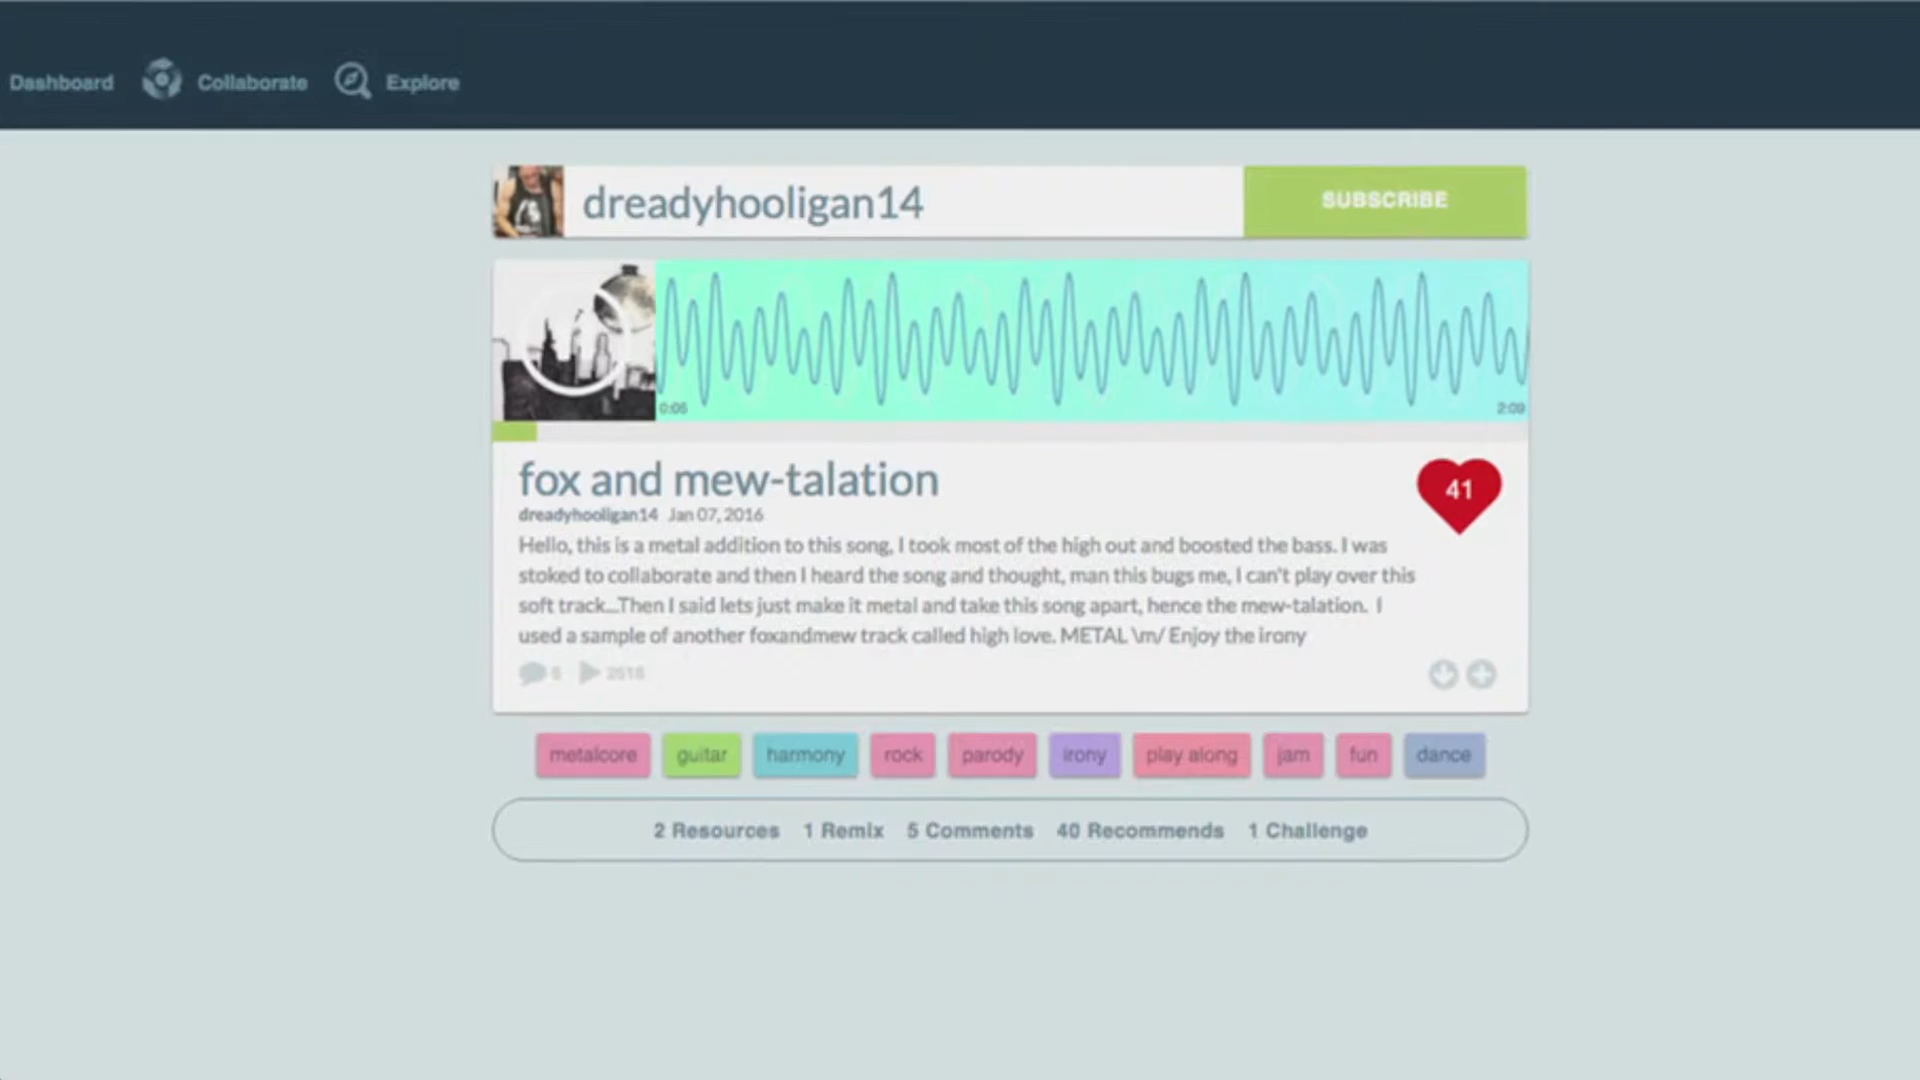 Dashboard Collaborate Explore
dreadyhooligan14 SUBSCRIBE
0:06 2:09
fox and mew-talation
41
dreadyhooligan14 Jan 07, 2016
Hello, this is a metal addition to this song, I took most of the high out and boosted the bass. I was
stoked to collaborate and then I heard the song and thought, man this bugs me, I can't play over this
soft track...Then I said lets just make it metal and take this song apart, hence the mew-talation. I
used a sample of another foxandmew track called high love. METAL \m/ Enjoy the irony
metalcore guitar harmony rock parody irony play along jam fun dance
2 Resources 1 Remix 5 Comments 40 Recommends 1 Challenge